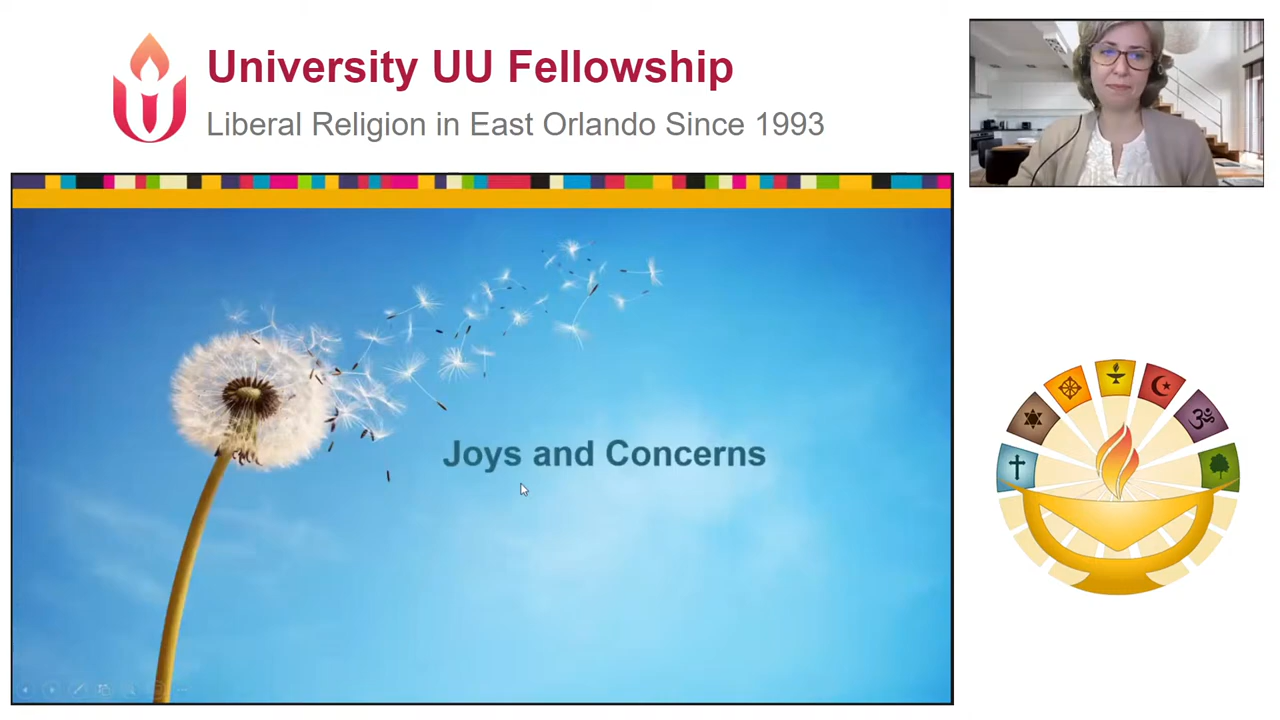 University UU Fellowship
Liberal Religion in East Orlando Since 1993
Joys and Concerns